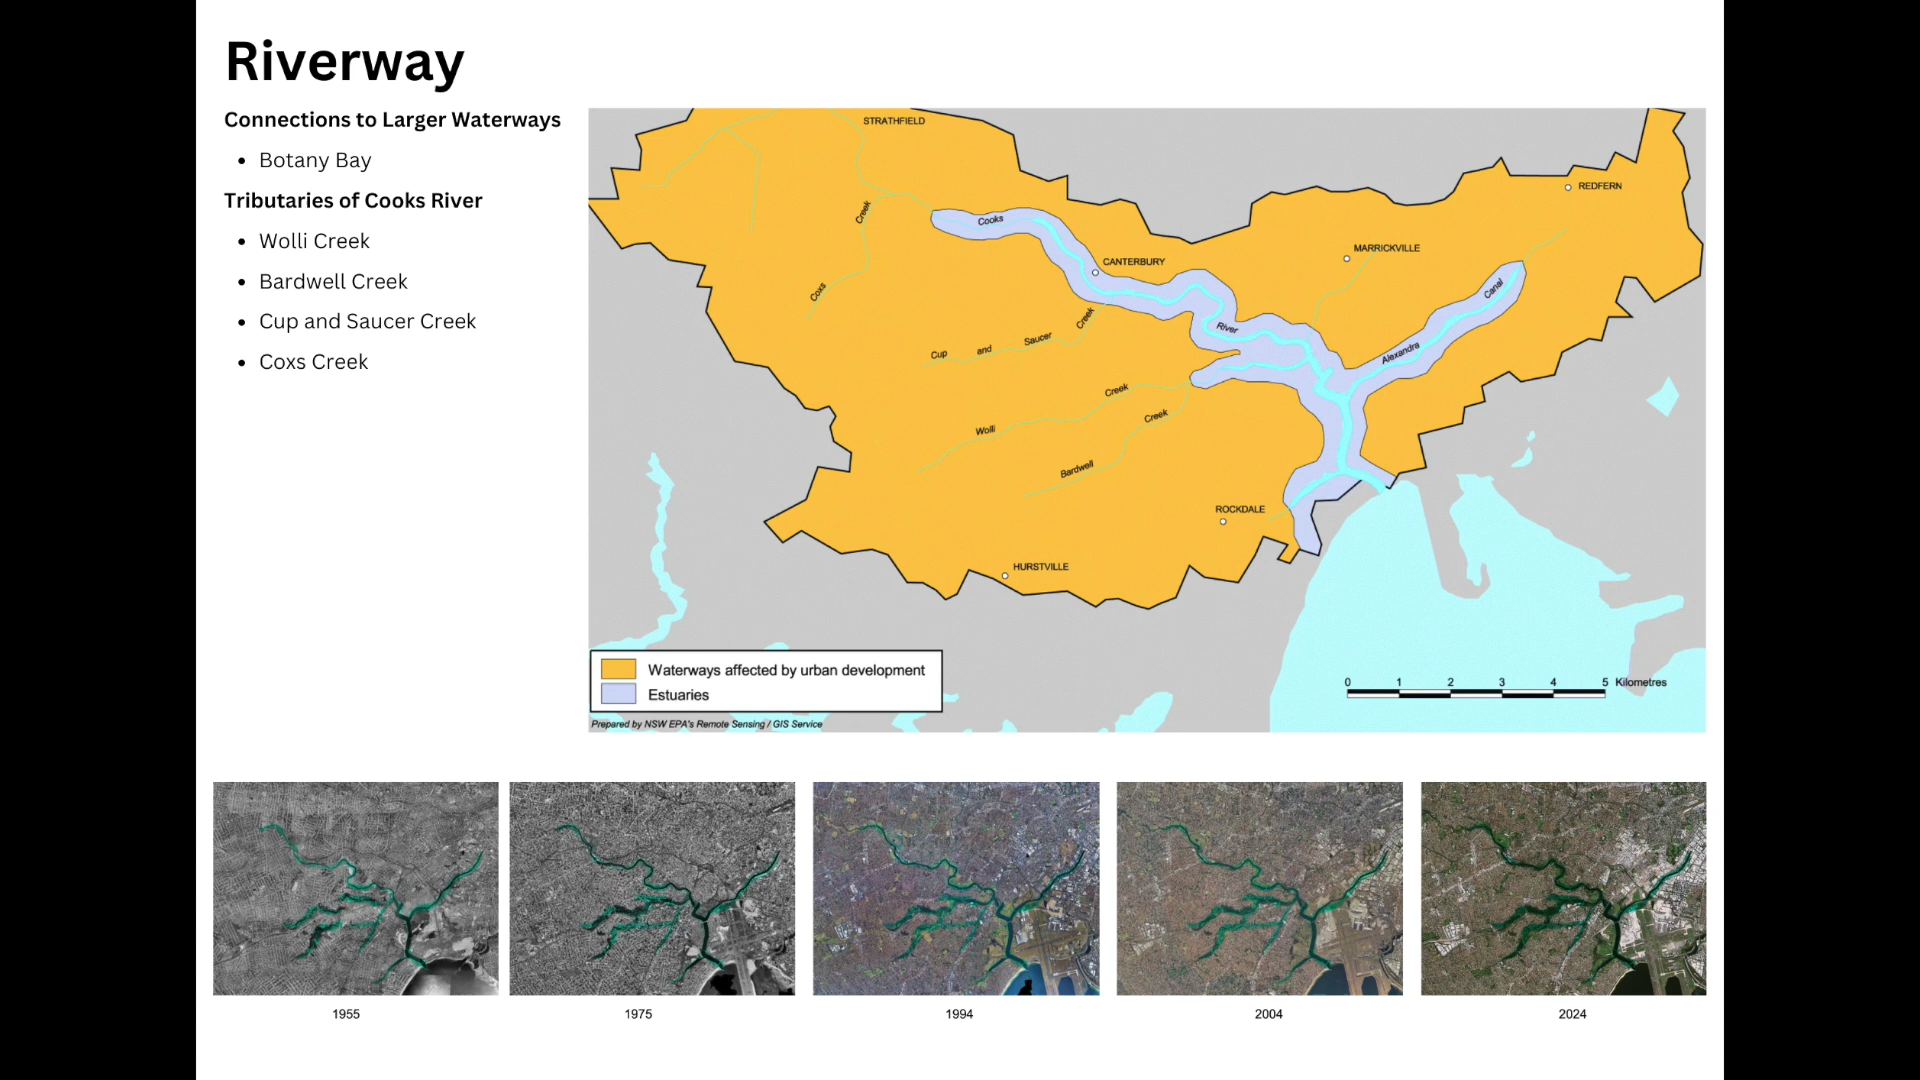 Riverway
Connections to Larger Waterways
• Botany Bay
Tributaries of Cooks River
• Wolli Creek
• Bardwell Creek
• Cup and Saucer Creek
• Coxs Creek
STRATHFIELD
REDFERN
Creek
Cooks
MARRICKVILLE
CANTERBURY
Coxs
Canal
Creek
River
Cup and Saucer
Alexandra
Creek
Creek
Wolli
Bardwell
ROCKDALE
HURSTVILLE
Waterways affected by urban development
Estuaries
0 1 2 3 4 5 Kilometres
Prepared by NSW EPA's Remote Sensing / GIS Service
1955
1975
1994
2004
2024